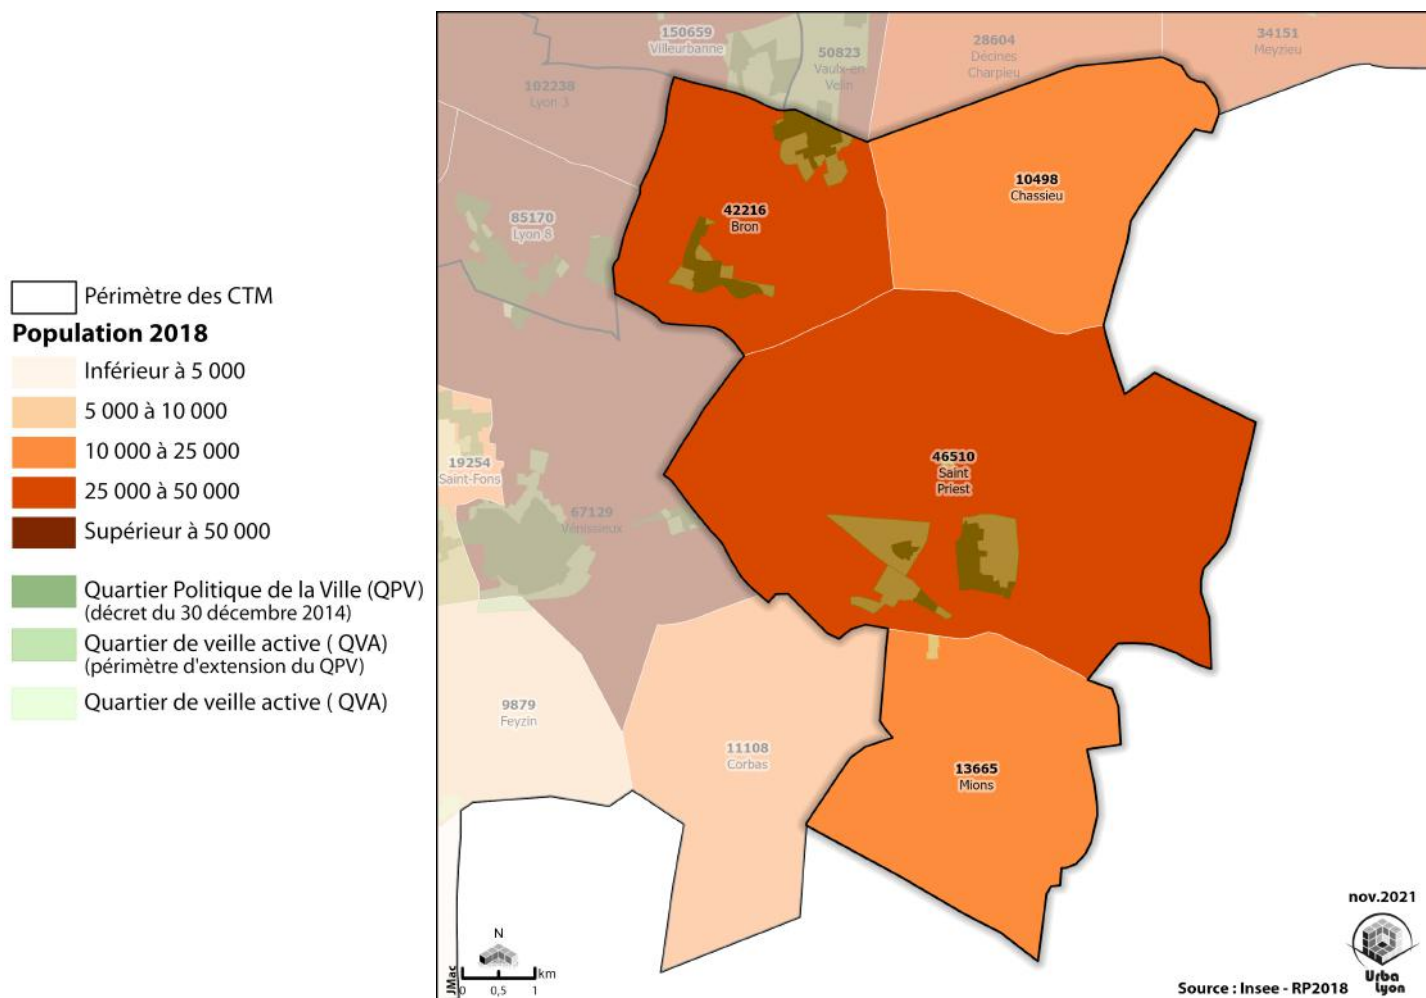 Périmètre des CTM
Population 2018
Inférieur à 5 000
5 000 à 10 000
10 000 à 25 000
25 000 à 50 000
Supérieur à 50 000
Quartier Politique de la Ville (QPV)
(décret du 30 décembre 2014)
Quartier de veille active ( QVA)
(périmètre d'extension du QPV)
Quartier de veille active ( QVA)
150659
Villeurbanne
50823
Vaulx-en
Velin
28604
Décines
Charpieu
34151
Meyzieu
102238
Lyon 3
10498
Chassieu
42216
Bron
85170
Lyon 8
46510
Saint
Priest
19254
Saint-Fons
67129
Vénissieux
9879
Feyzin
11108
Corbas
13665
Mions
N
0 0,5 1 km
JMac
nov.2021
Urba
Lyon
Source : Insee - RP2018